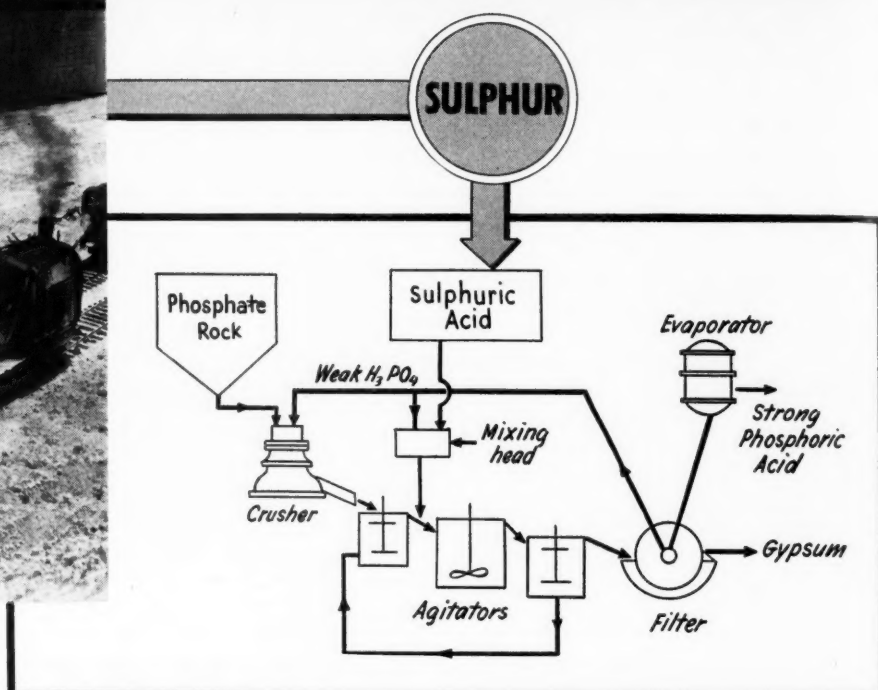 SULPHUR
Phosphate
Rock
Sulphuric
Acid
Evaporator
Weak H₃PO₄
Strong
Phosphoric
Acid
Mixing
head
Crusher
Gypsum
Agitators
Filter